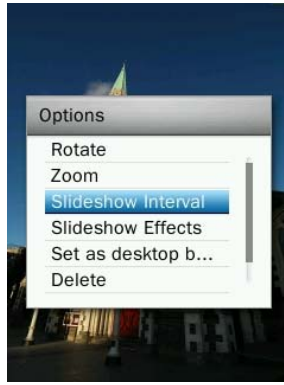 Options
Rotate
Zoom
Slideshow Interval
Slideshow Effects
Set as desktop b...
Delete